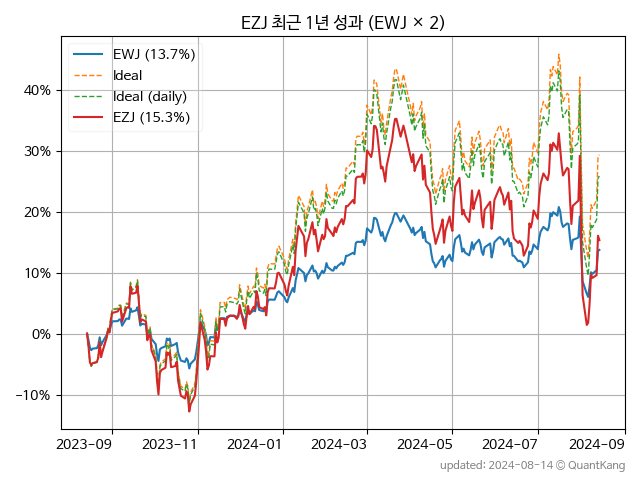 EZJ 최근 1년 성과 (EWJ × 2)
EWJ (13.7%)
Ideal
Ideal (daily)
EZJ (15.3%)
40%
30%
20%
10%
0%
−10%
2023−09
2023−11
2024−01
2024−03
2024−05
2024−07
2024−09
updated: 2024−08−14 © QuantKang